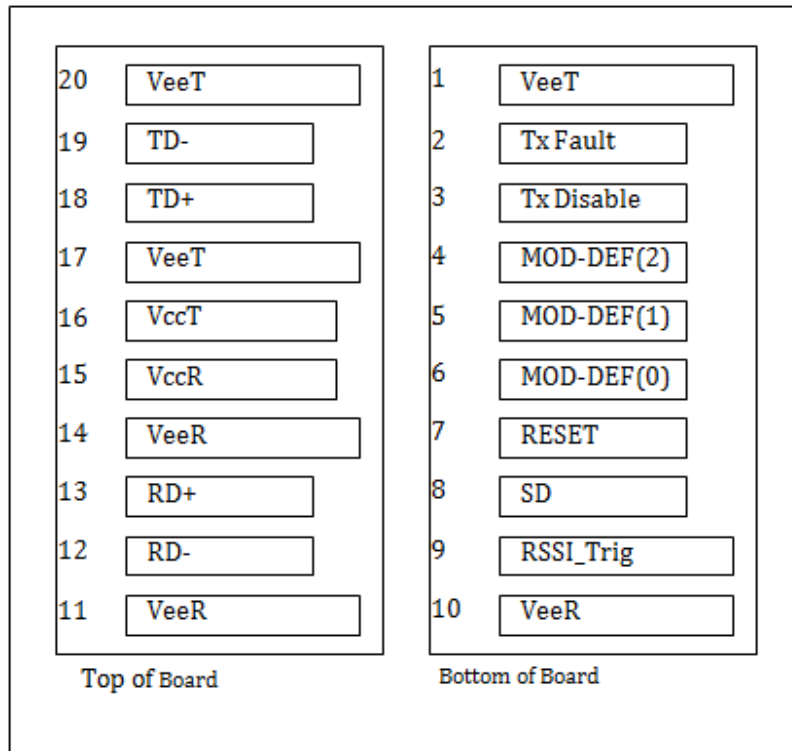 20 VeeT
19 TD-
18 TD+
17 VeeT
16 VccT
15 VccR
14 VeeR
13 RD+
12 RD-
11 VeeR
Top of Board
1 VeeT
2 Tx Fault
3 Tx Disable
4 MOD-DEF(2)
5 MOD-DEF(1)
6 MOD-DEF(0)
7 RESET
8 SD
9 RSSI_Trig
10 VeeR
Bottom of Board